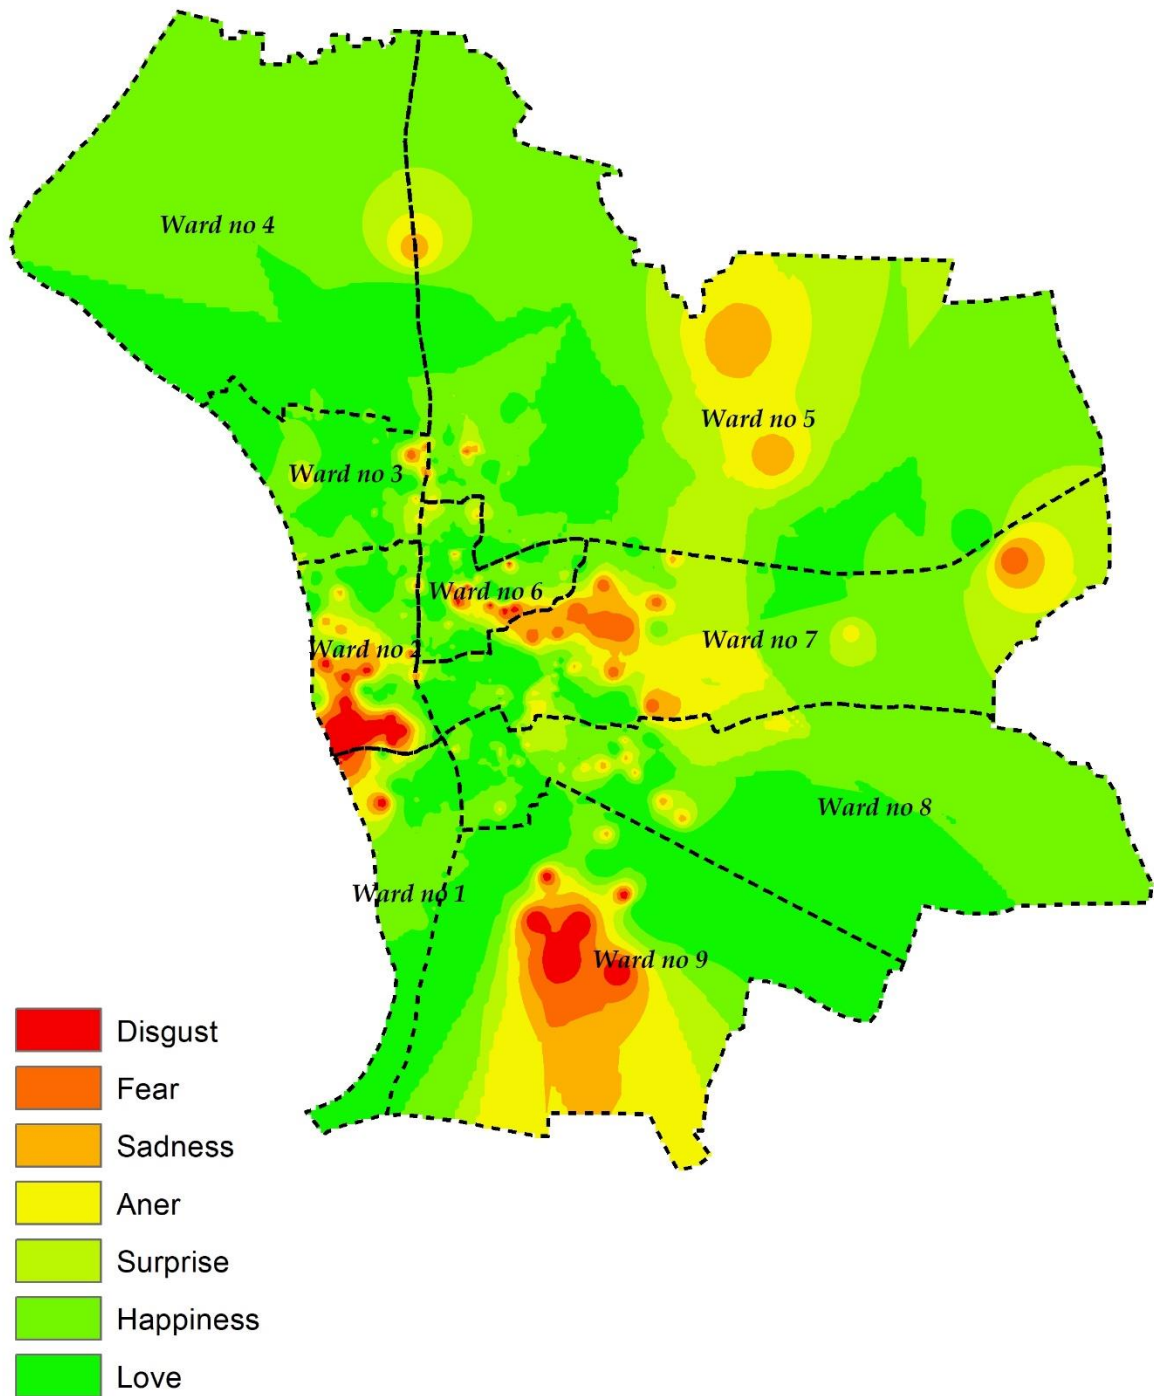 Ward no 4
Ward no 5
Ward no 3
Ward no 6
Ward no 7
Ward no 2
Ward no 8
Ward no 1
Ward no 9
Disgust
Fear
Sadness
Aner
Surprise
Happiness
Love